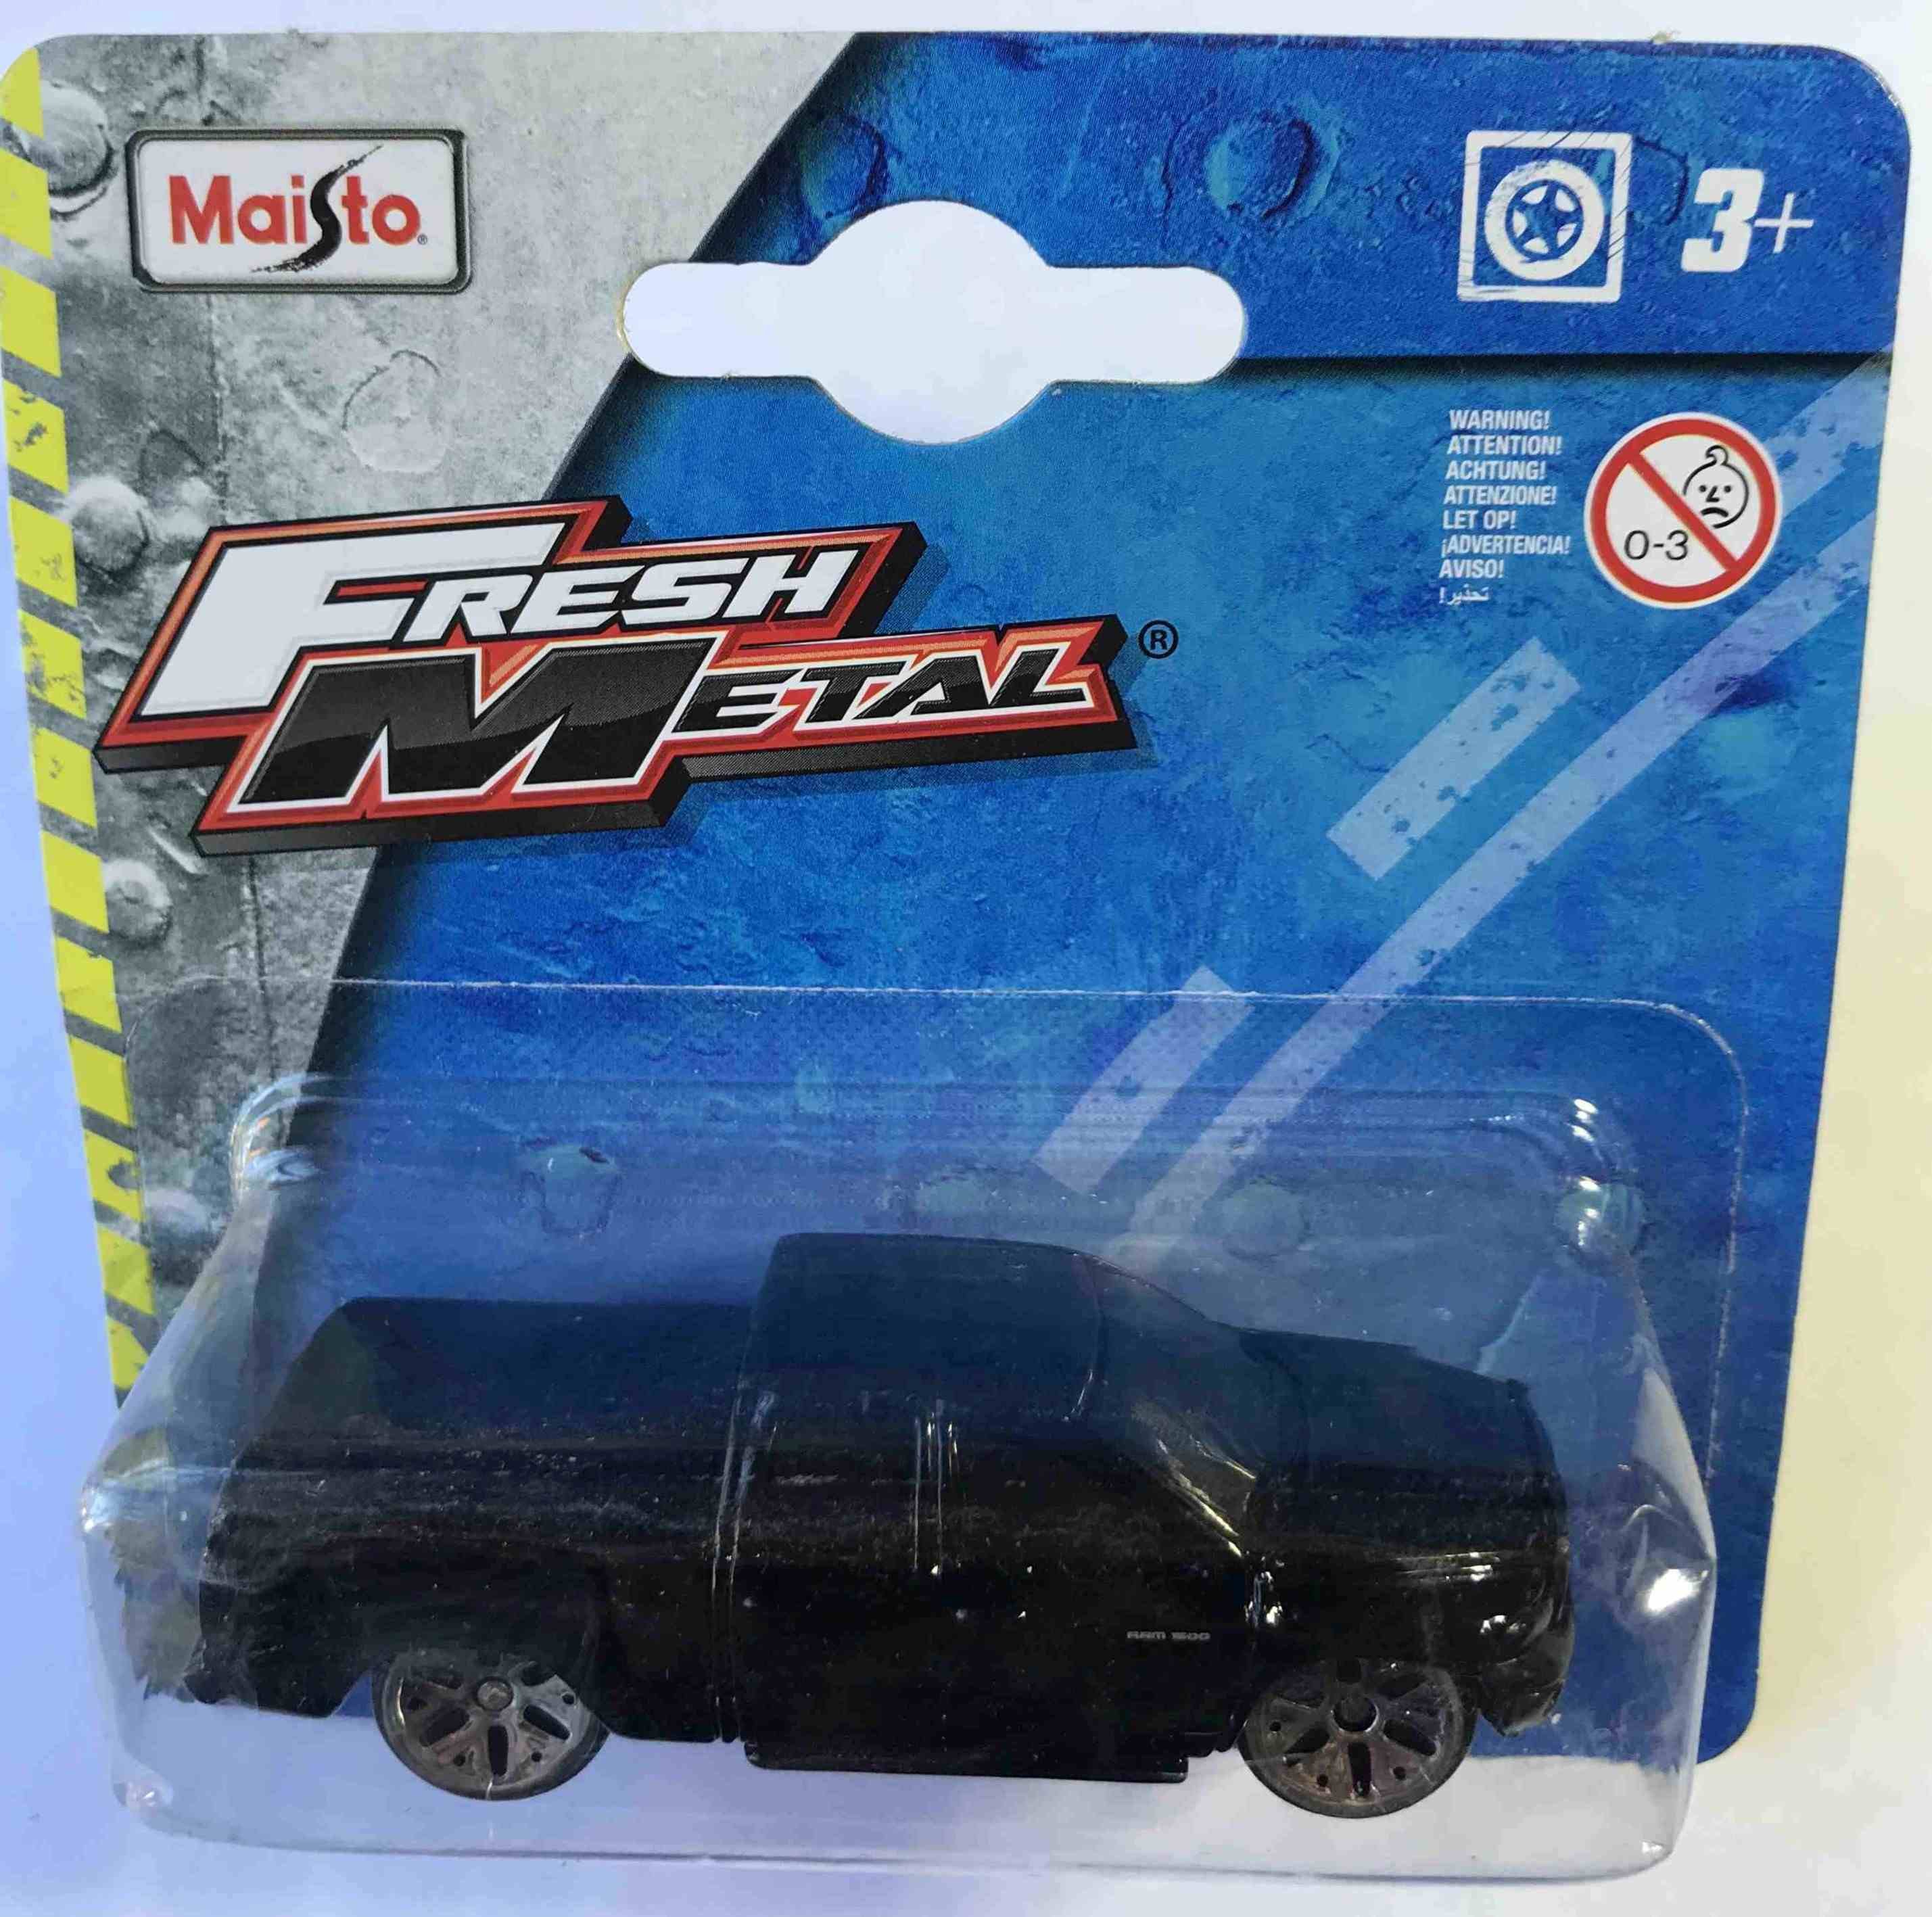 Maisto®
3+
WARNING!
ATTENTION!
ACHTUNG!
ATTENZIONE!
LET OP!
¡ADVERTENCIA!
AVISO!
تحذير!
0-3
FRESH
METAL®
RAM 1500